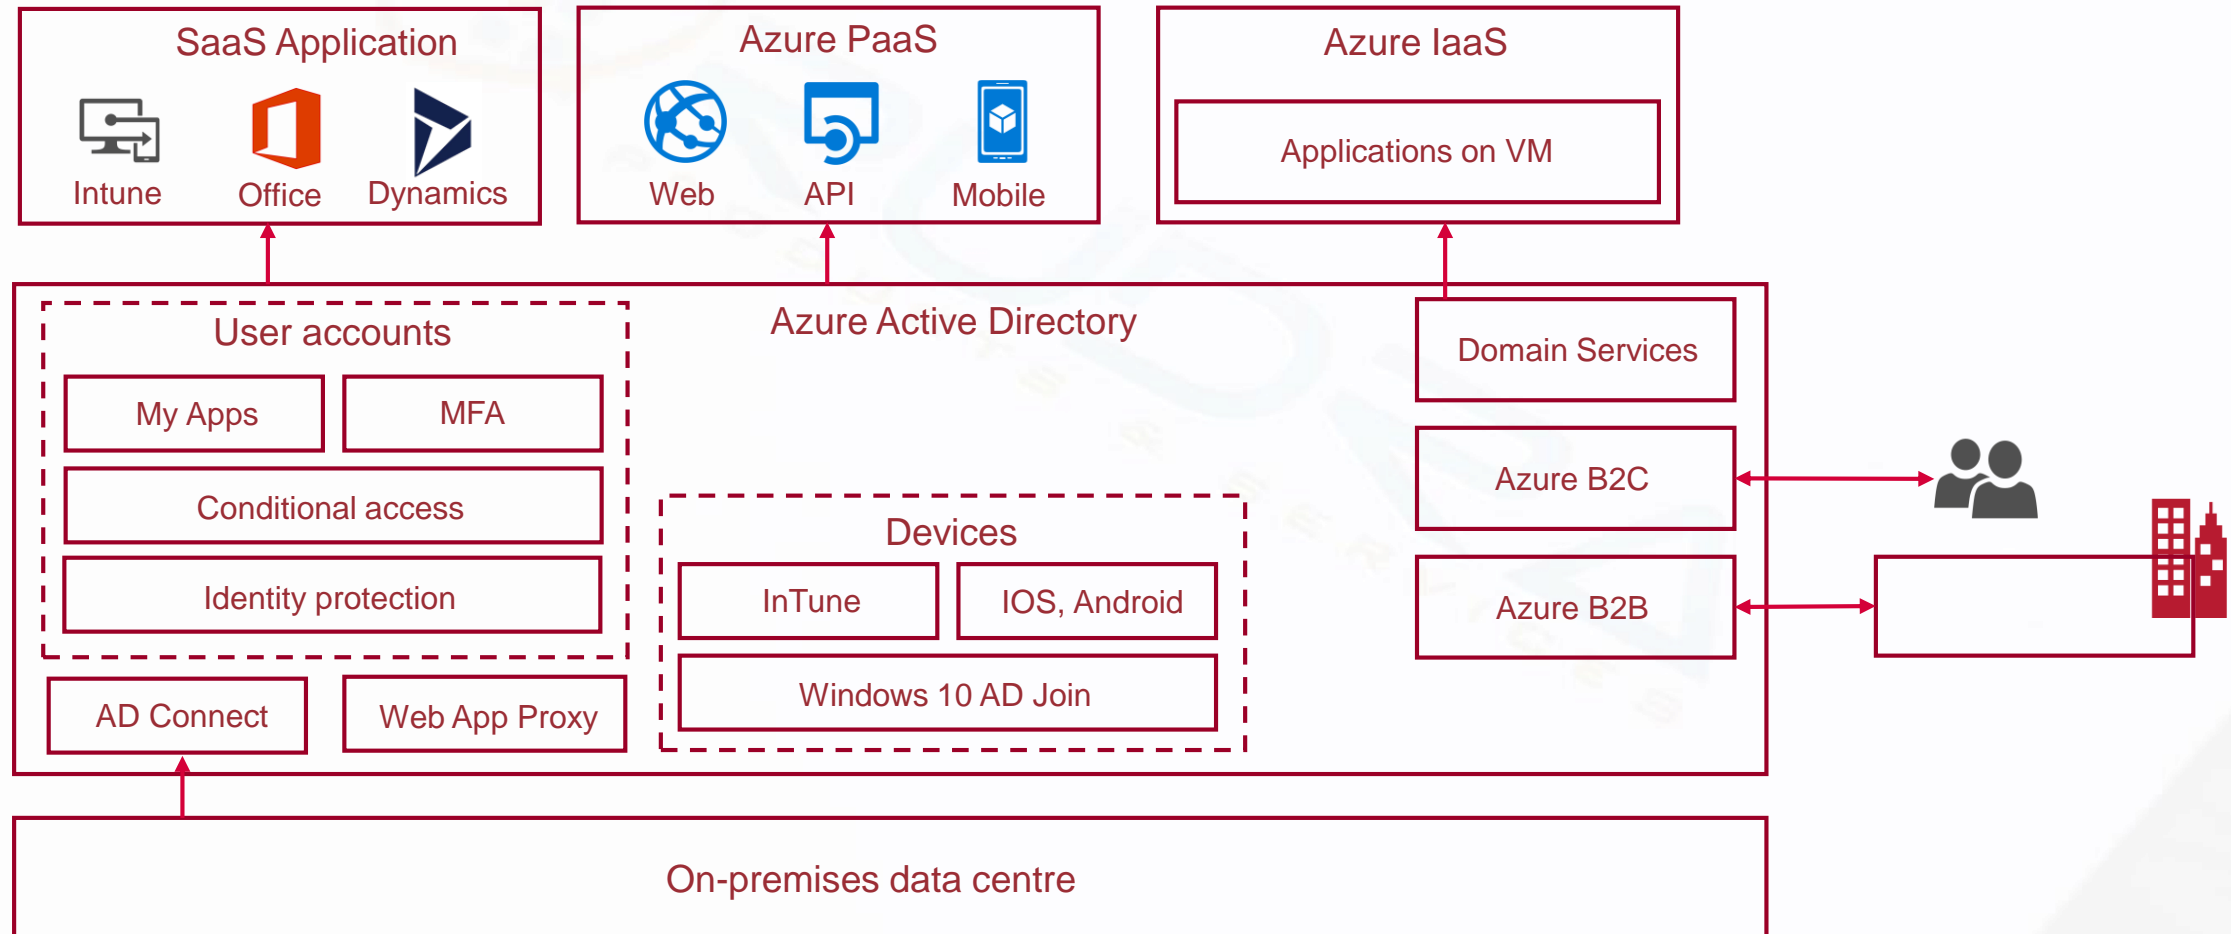 SaaS Application
Intune
Office
Dynamics
Azure PaaS
Web
API
Mobile
Azure IaaS
Applications on VM
Azure Active Directory
User accounts
My Apps
MFA
Conditional access
Identity protection
AD Connect
Web App Proxy
Devices
InTune
IOS, Android
Windows 10 AD Join
Domain Services
Azure B2C
Azure B2B
On-premises data centre